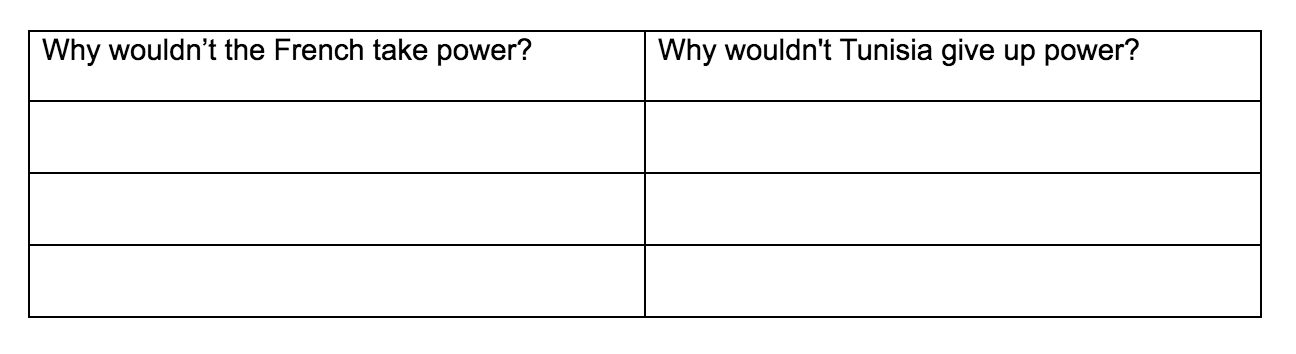 Why wouldn’t the French take power?
Why wouldn't Tunisia give up power?